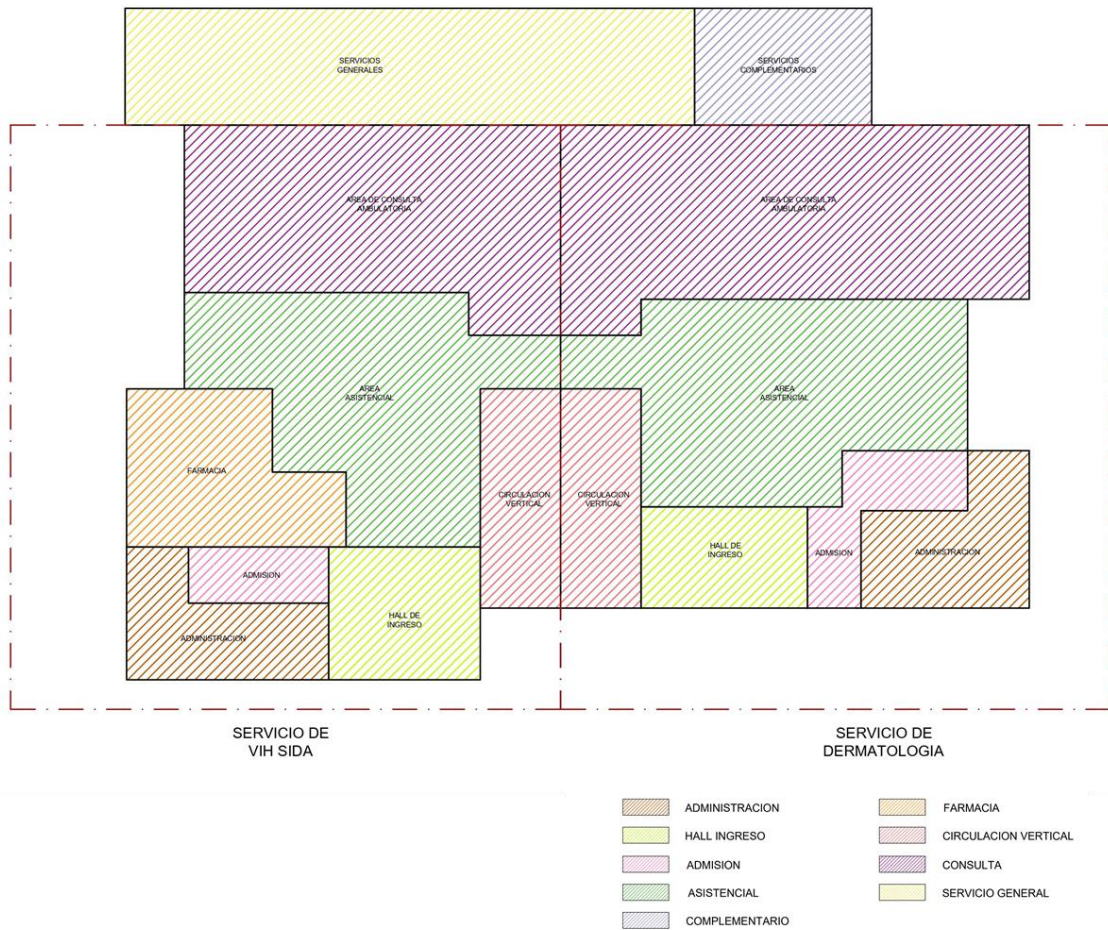 SERVICIOS
GENERALES
SERVICIOS
COMPLEMENTARIOS
AREA DE CONSULTA
AMBULATORIA
AREA DE CONSULTA
AMBULATORIA
AREA
ASISTENCIAL
AREA
ASISTENCIAL
FARMACIA
CIRCULACION
VERTICAL
CIRCULACION
VERTICAL
HALL DE
INGRESO
ADMISION
ADMINISTRACION
ADMISION
ADMINISTRACION
HALL DE
INGRESO
SERVICIO DE
VIH SIDA
SERVICIO DE
DERMATOLOGIA
ADMINISTRACION
HALL INGRESO
ADMISION
ASISTENCIAL
COMPLEMENTARIO
FARMACIA
CIRCULACION VERTICAL
CONSULTA
SERVICIO GENERAL